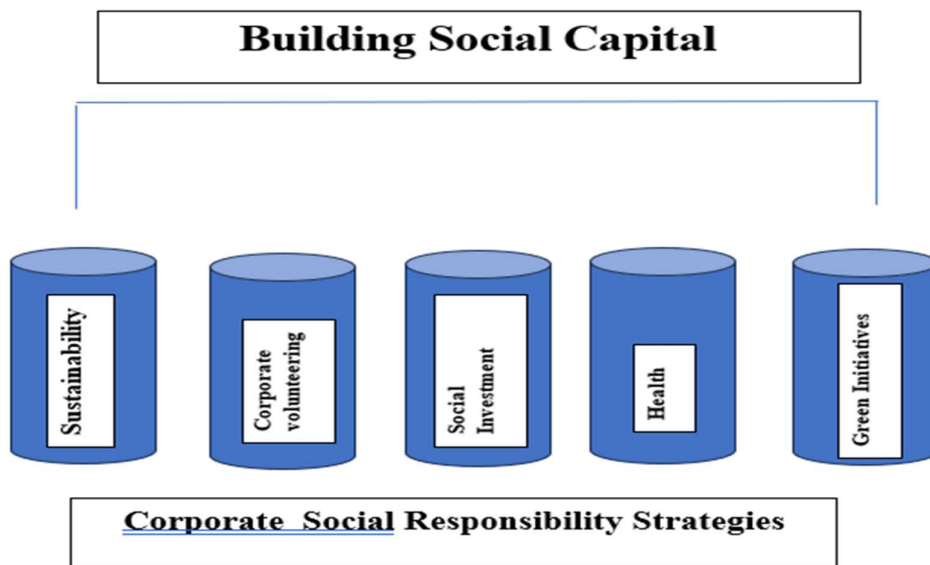 Building Social Capital
Sustainability
Corporate
volunteering
Social
Investment
Health
Green Initiatives
Corporate Social Responsibility Strategies